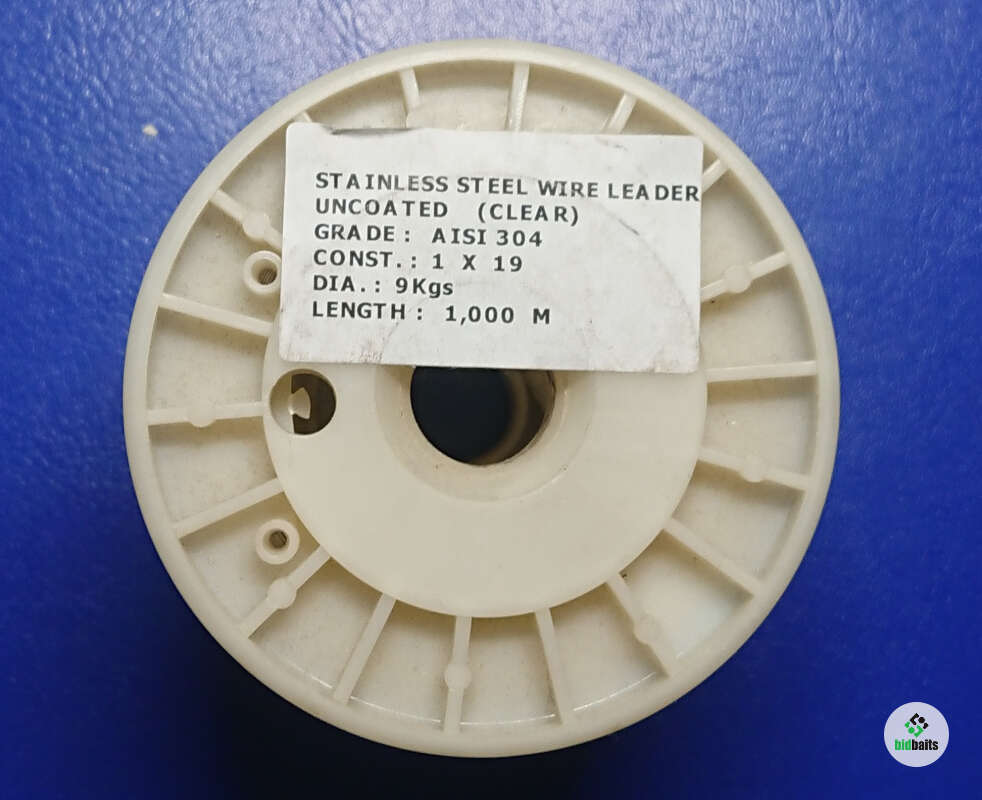 STAINLESS STEEL WIRE LEADER
UNCOATED (CLEAR)
GRADE: AISI 304
CONST.: 1 X 19
DIA.: 9Kgs
LENGTH: 1,000 M
bidbaits